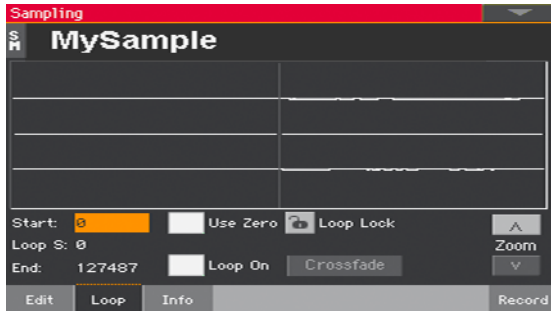 Sampling
S
M
MySample
Start: 0 Use Zero Loop Lock
Loop S: 0 Zoom
End: 127487 Loop On Crossfade
Edit Loop Info Record